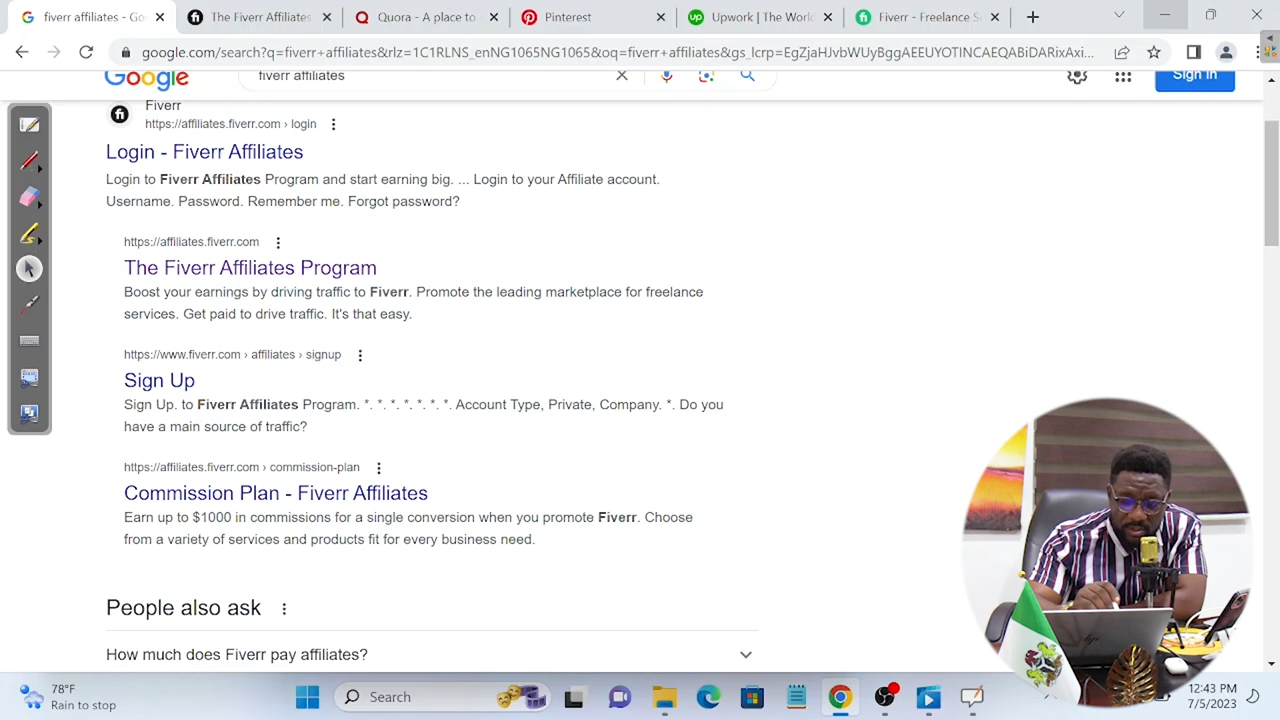 fiverr affiliates - Go
The Fiverr Affiliates
Quora - A place to
Pinterest
Upwork | The World
Fiverr - Freelance S
google.com/search?q=fiverr+affiliates&rlz=1C1RLNS_enNG1065NG1065&oq=fiverr+affiliates&gs_lcrp=EgZjaHJvbWUyBggAEEUYOTINCAEQABiDARixAxi...
Google
fiverr affiliates
Sign in
Fiverr
https://affiliates.fiverr.com › login
Login - Fiverr Affiliates
Login to Fiverr Affiliates Program and start earning big. ... Login to your Affiliate account.
Username. Password. Remember me. Forgot password?
https://affiliates.fiverr.com
The Fiverr Affiliates Program
Boost your earnings by driving traffic to Fiverr. Promote the leading marketplace for freelance
services. Get paid to drive traffic. It's that easy.
https://www.fiverr.com › affiliates › signup
Sign Up
Sign Up. to Fiverr Affiliates Program. *. *. *. *. *. *. *. Account Type, Private, Company. *. Do you
have a main source of traffic?
https://affiliates.fiverr.com › commission-plan
Commission Plan - Fiverr Affiliates
Earn up to $1000 in commissions for a single conversion when you promote Fiverr. Choose
from a variety of services and products fit for every business need.
People also ask
How much does Fiverr pay affiliates?
78°F
Rain to stop
Search
12:43 PM
7/5/2023